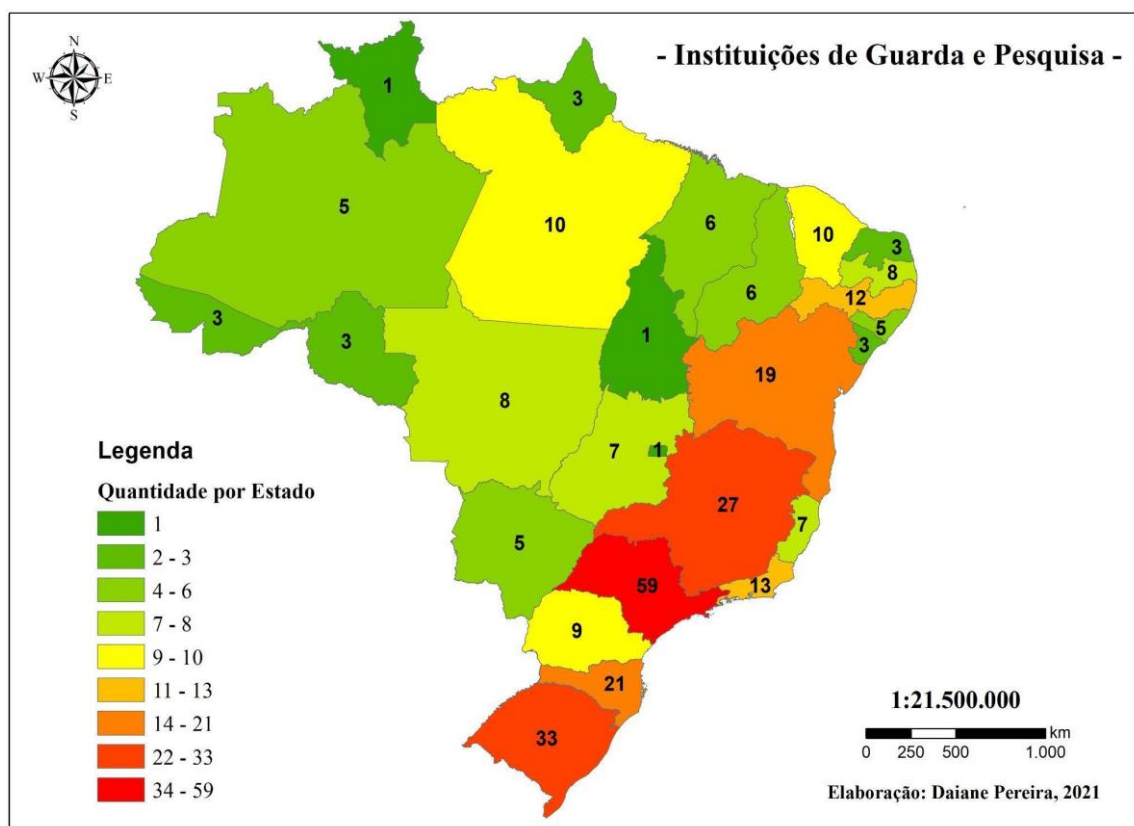 - Instituições de Guarda e Pesquisa -
N
W
E
S
1
3
5
10
6
10
3
8
6
12
5
3
3
3
1
19
8
7
1
27
7
5
59
13
9
21
33
Legenda
Quantidade por Estado
1
2 - 3
4 - 6
7 - 8
9 - 10
11 - 13
14 - 21
22 - 33
34 - 59
1:21.500.000
km
0 250 500 1.000
Elaboração: Daiane Pereira, 2021